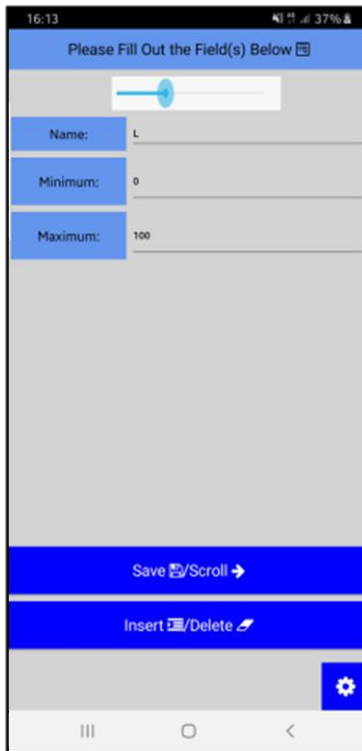 16:13
37%
Please Fill Out the Field(s) Below
Name: L
Minimum: 0
Maximum: 100
Save /Scroll
Insert /Delete